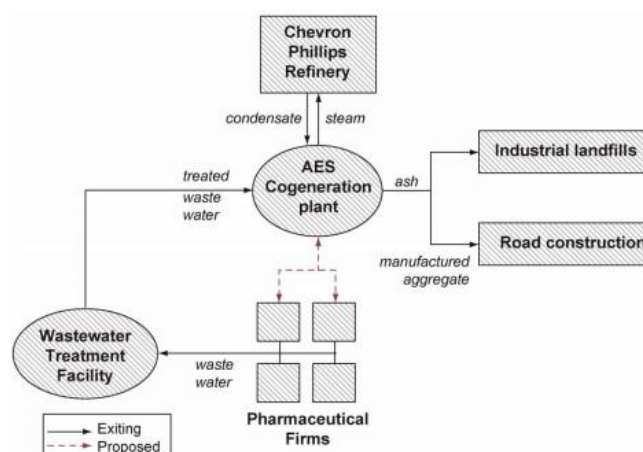 Chevron
Phillips
Refinery
condensate
steam
AES
Cogeneration
plant
ash
Industrial landfills
Road construction
manufactured
aggregate
treated
waste
water
Wastewater
Treatment
Facility
waste
water
Pharmaceutical
Firms
Exiting
Proposed